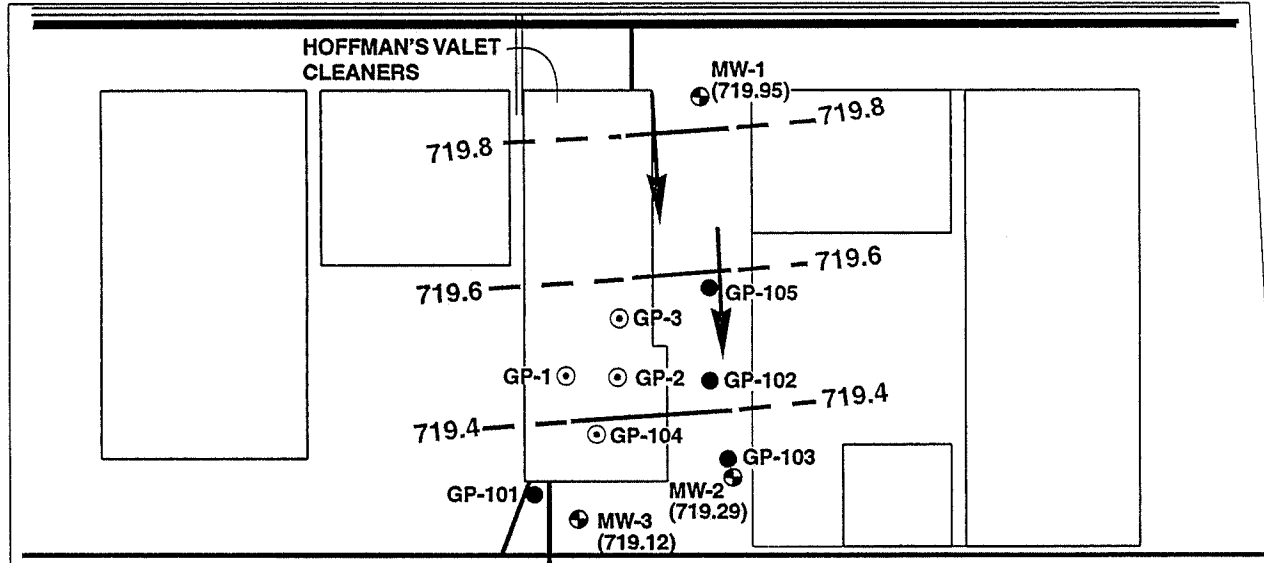 HOFFMAN'S VALET
CLEANERS
MW-1
(719.95)
719.8
719.8
719.6
719.6
GP-105
GP-3
GP-1
GP-2
GP-102
719.4
719.4
GP-104
GP-103
GP-101
MW-2
(719.29)
MW-3
(719.12)